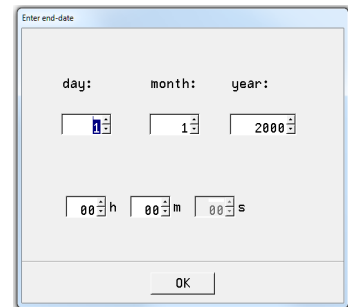 Enter end-date
day: month: year:
1 1 2000
00 h 00 m 00 s
OK